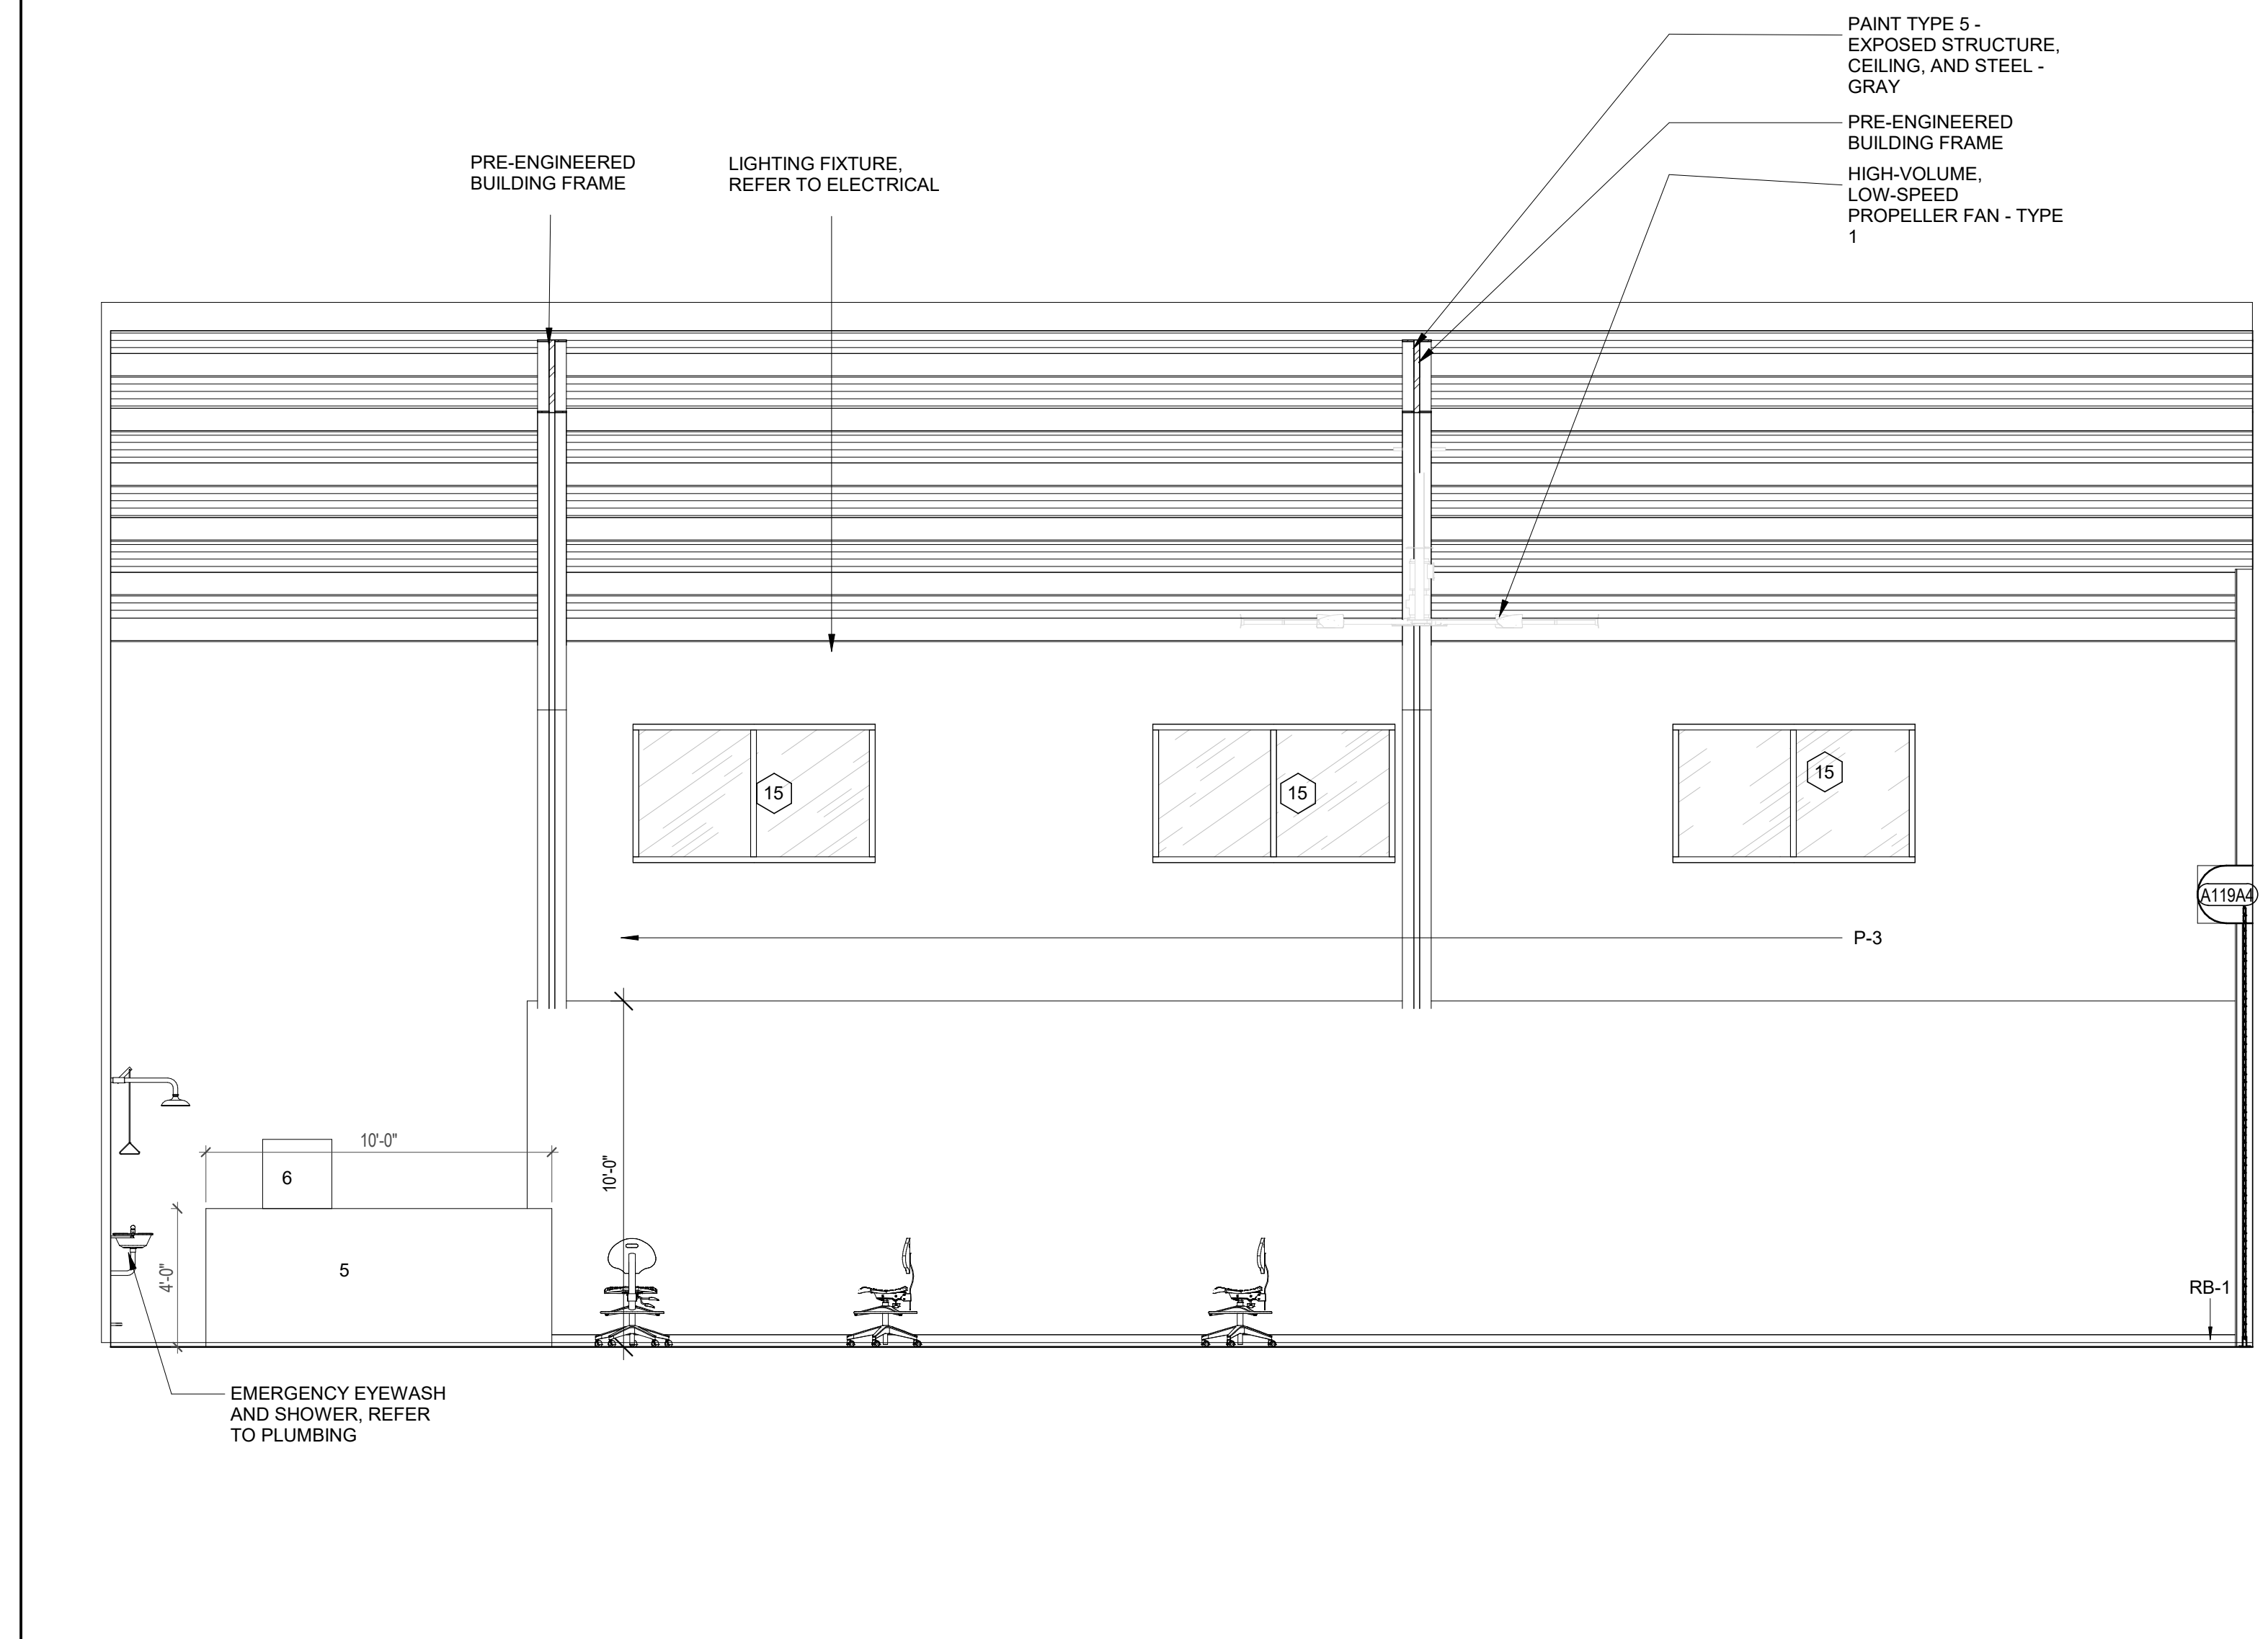 PAINT TYPE 5 -
EXPOSED STRUCTURE,
CEILING, AND STEEL -
GRAY
PRE-ENGINEERED
BUILDING FRAME
HIGH-VOLUME,
LOW-SPEED
PROPELLER FAN - TYPE
1
PRE-ENGINEERED
BUILDING FRAME
LIGHTING FIXTURE,
REFER TO ELECTRICAL
15
15
15
A119A4
P-3
10'-0"
6
10'-0"
5
4'-0"
RB-1
EMERGENCY EYEWASH
AND SHOWER, REFER
TO PLUMBING